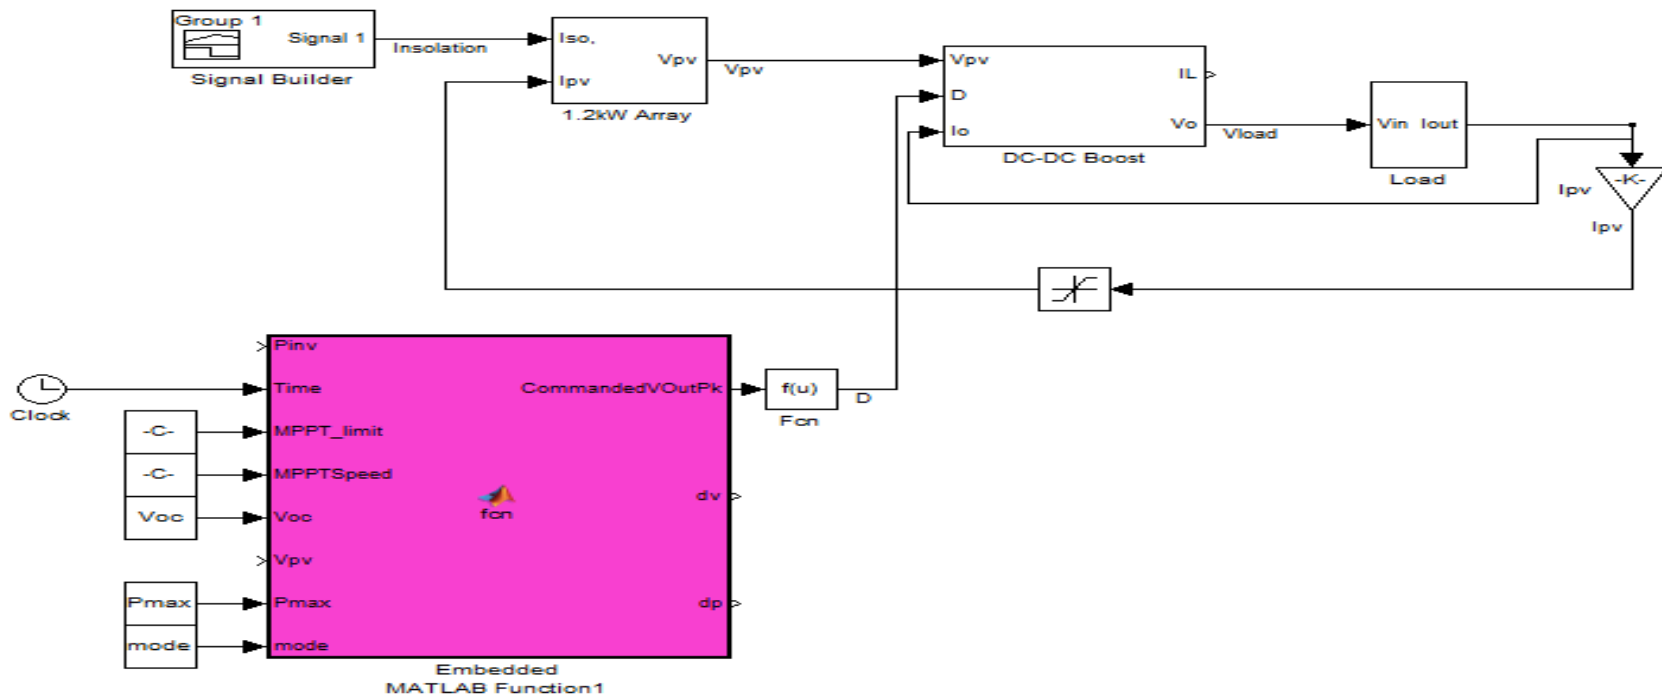 Group 1
Signal 1
Signal Builder
Insolation
Iso,
Ipv
Vpv
1.2kW Array
Vpv
Vpv
D
Io
IL
Vo
DC-DC Boost
Vload
Vin Iout
Load
Ipv
-K-
Ipv
Clock
-C-
-C-
Voc
Pmax
mode
Pinv
Time
MPPT_limit
MPPTSpeed
Voc
Vpv
Pmax
mode
fcn
CommandedVOutPk
dv
dp
Embedded
MATLAB Function1
f(u)
Fcn
D